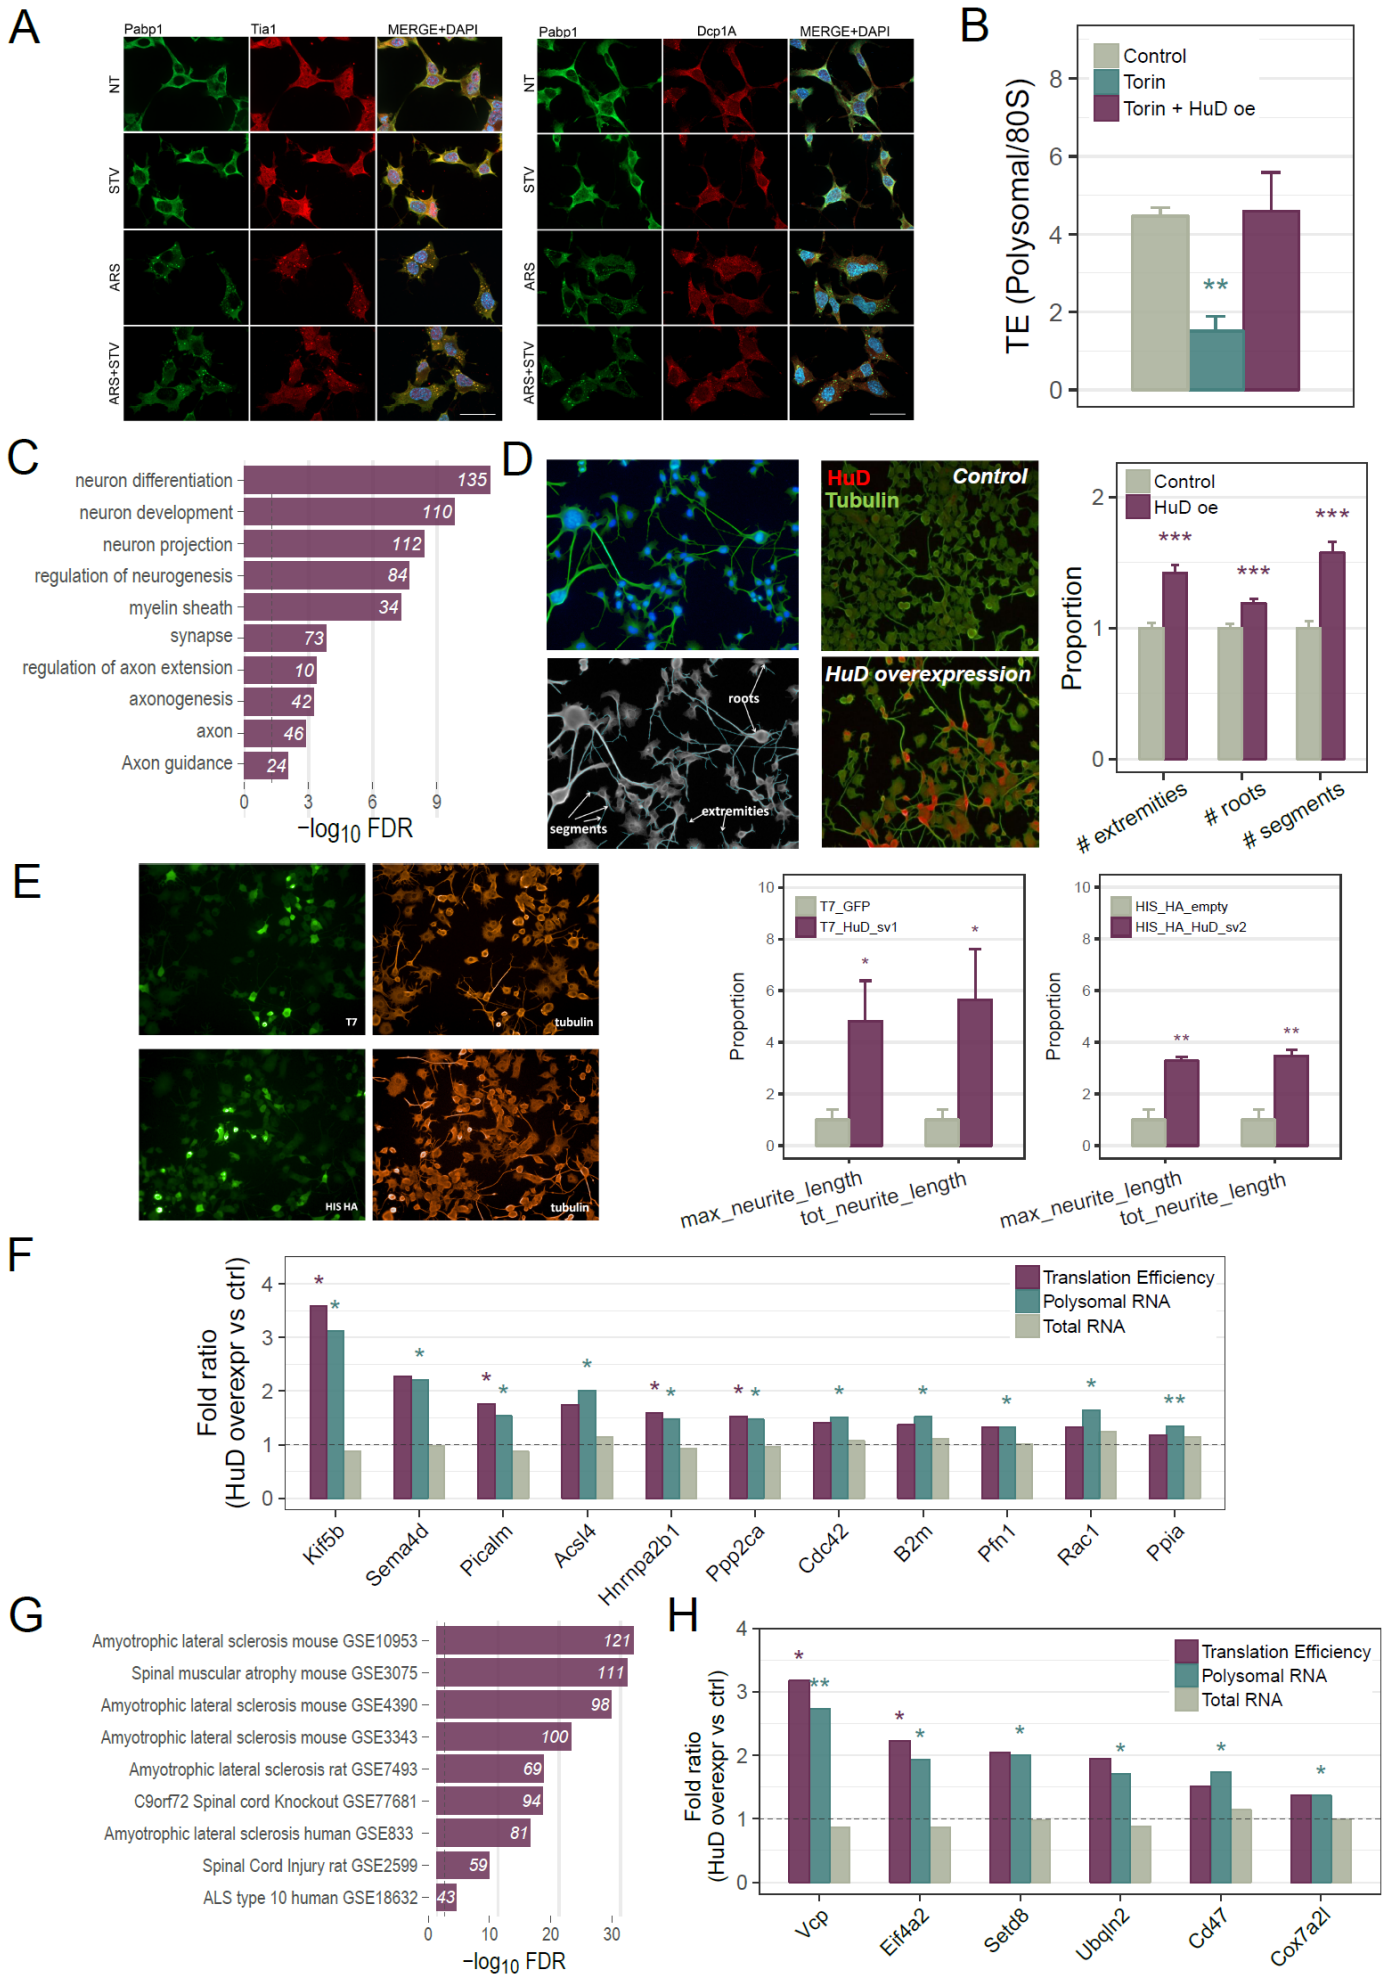 A
Pabp1 Tia1 MERGE+DAPI
NT
STV
ARS
ARS+STV
Pabp1 Dcp1A MERGE+DAPI
NT
STV
ARS
ARS+STV
B
TE (Polysomal/80S)
8
6
4
2
0
Control
Torin
Torin + HuD oe
**
C
neuron differentiation 135
neuron development 110
neuron projection 112
regulation of neurogenesis 84
myelin sheath 34
synapse 73
regulation of axon extension 10
axonogenesis 42
axon 46
Axon guidance 24
0 3 6 9
−log10 FDR
D
roots
segments
extremities
HuD
Tubulin
Control
HuD overexpression
Proportion
2
1
0
Control
HuD oe
*** *** ***
# extremities # roots # segments
E
T7
tubulin
HIS HA
tubulin
Proportion
10
8
6
4
2
0
T7_GFP
T7_HuD_sv1
* *
max_neurite_length
tot_neurite_length
Proportion
10
8
6
4
2
0
HIS_HA_empty
HIS_HA_HuD_sv2
** **
max_neurite_length
tot_neurite_length
F
Fold ratio
(HuD overexpr vs ctrl)
4
3
2
1
0
Translation Efficiency
Polysomal RNA
Total RNA
* * * * * * * * * * * * * * **
Kif5b Sema4d Picalm Acsl4 Hnrnpa2b1 Ppp2ca Cdc42 B2m Pfn1 Rac1 Ppia
G
Amyotrophic lateral sclerosis mouse GSE10953 121
Spinal muscular atrophy mouse GSE3075 111
Amyotrophic lateral sclerosis mouse GSE4390 98
Amyotrophic lateral sclerosis mouse GSE3343 100
Amyotrophic lateral sclerosis rat GSE7493 69
C9orf72 Spinal cord Knockout GSE77681 94
Amyotrophic lateral sclerosis human GSE833 81
Spinal Cord Injury rat GSE2599 59
ALS type 10 human GSE18632 43
0 10 20 30
−log10 FDR
H
Fold ratio
(HuD overexpr vs ctrl)
4
3
2
1
0
Translation Efficiency
Polysomal RNA
Total RNA
* ** * * * * * *
Vcp Eif4a2 Setd8 Ubqln2 Cd47 Cox7a2l